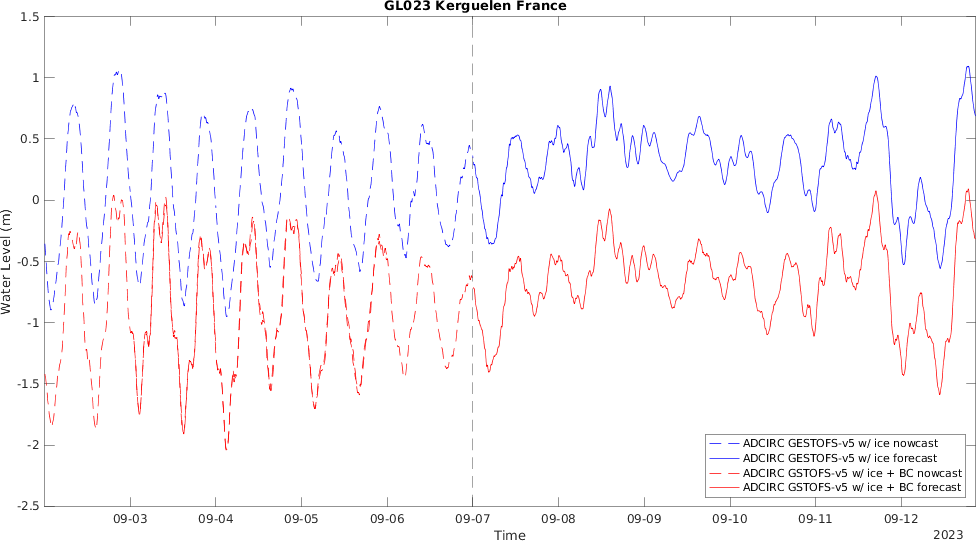 GL023 Kerguelen France
1.5
1
0.5
0
-0.5
-1
-1.5
-2
-2.5
Water Level (m)
ADCIRC GESTOFS-v5 w/ ice nowcast
ADCIRC GESTOFS-v5 w/ ice forecast
ADCIRC GSTOFS-v5 w/ ice + BC nowcast
ADCIRC GSTOFS-v5 w/ ice + BC forecast
09-03 09-04 09-05 09-06 09-07 09-08 09-09 09-10 09-11 09-12
Time
2023